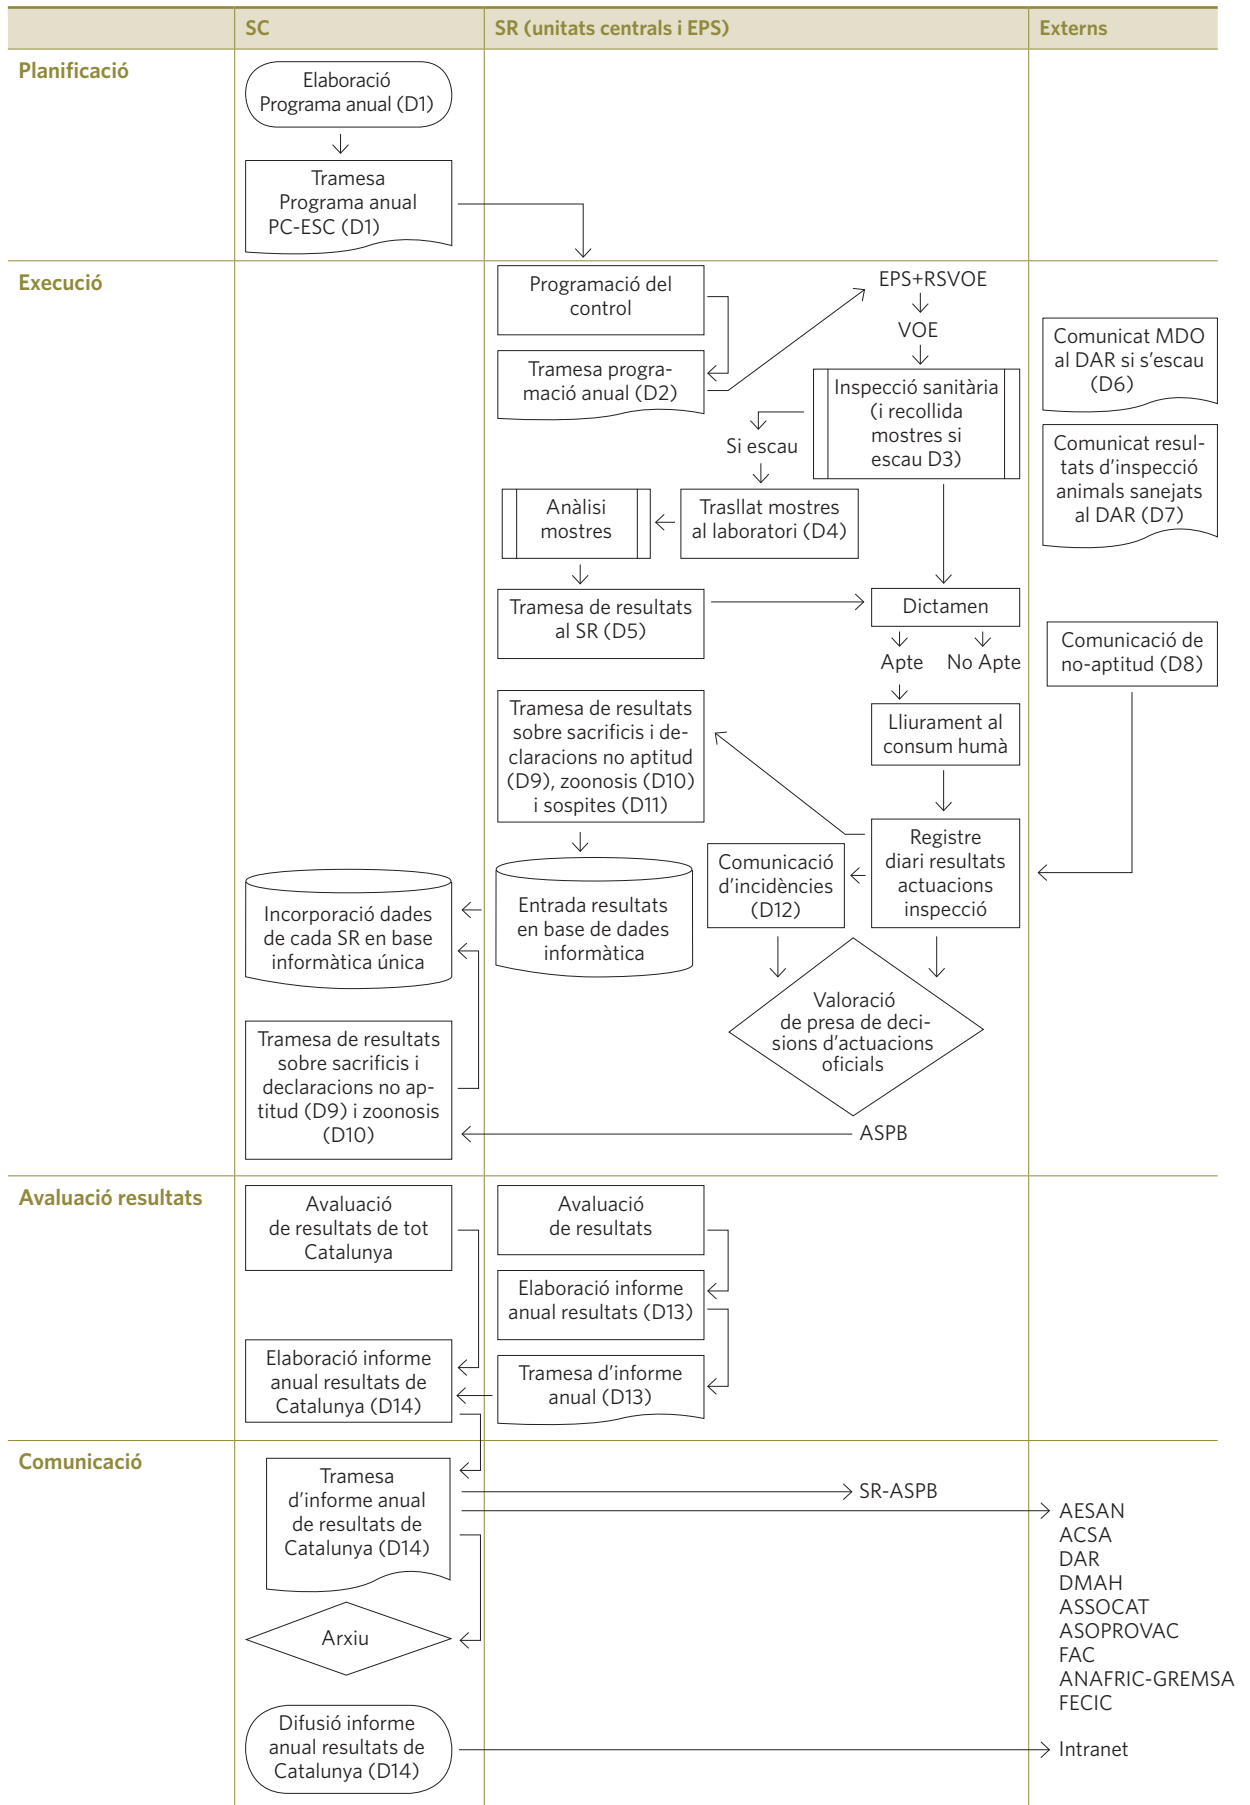 SC
SR (unitats centrals i EPS)
Externs
Planificació
Elaboració
Programa anual (D1)
Tramesa
Programa anual
PC-ESC (D1)
Execució
Programació del
control
Tramesa progra-
mació anual (D2)
EPS+RSVOE
VOE
Inspecció sanitària
(i recollida
mostres si
escau D3)
Si escau
Trasllat mostres
al laboratori (D4)
Anàlisi
mostres
Tramesa de resultats
al SR (D5)
Dictamen
Apte
No Apte
Lliurament al
consum humà
Comunicat MDO
al DAR si s'escau
(D6)
Comunicat resul-
tats d'inspecció
animals sanejats
al DAR (D7)
Comunicació de
no-aptitud (D8)
Tramesa de resultats
sobre sacrificis i de-
claracions no aptitud
(D9), zoonosis (D10)
i sospites (D11)
Registre
diari resultats
actuacions
inspecció
Comunicació
d'incidències
(D12)
Entrada resultats
en base de dades
informàtica
Incorporació dades
de cada SR en base
informàtica única
Valoració
de presa de deci-
sions d'actuacions
oficials
Tramesa de resultats
sobre sacrificis i
declaracions no ap-
titud (D9) i zoonosis
(D10)
ASPB
Avaluació resultats
Avaluació
de resultats de tot
Catalunya
Avaluació
de resultats
Elaboració informe
anual resultats (D13)
Elaboració informe
anual resultats de
Catalunya (D14)
Tramesa d'informe
anual (D13)
Comunicació
Tramesa
d'informe anual
de resultats de
Catalunya (D14)
SR-ASPB
AESAN
ACSA
DAR
DMAH
ASSOCAT
ASOPROVAC
FAC
ANAFRIC-GREMSA
FECIC
Arxiu
Difusió informe
anual resultats de
Catalunya (D14)
Intranet